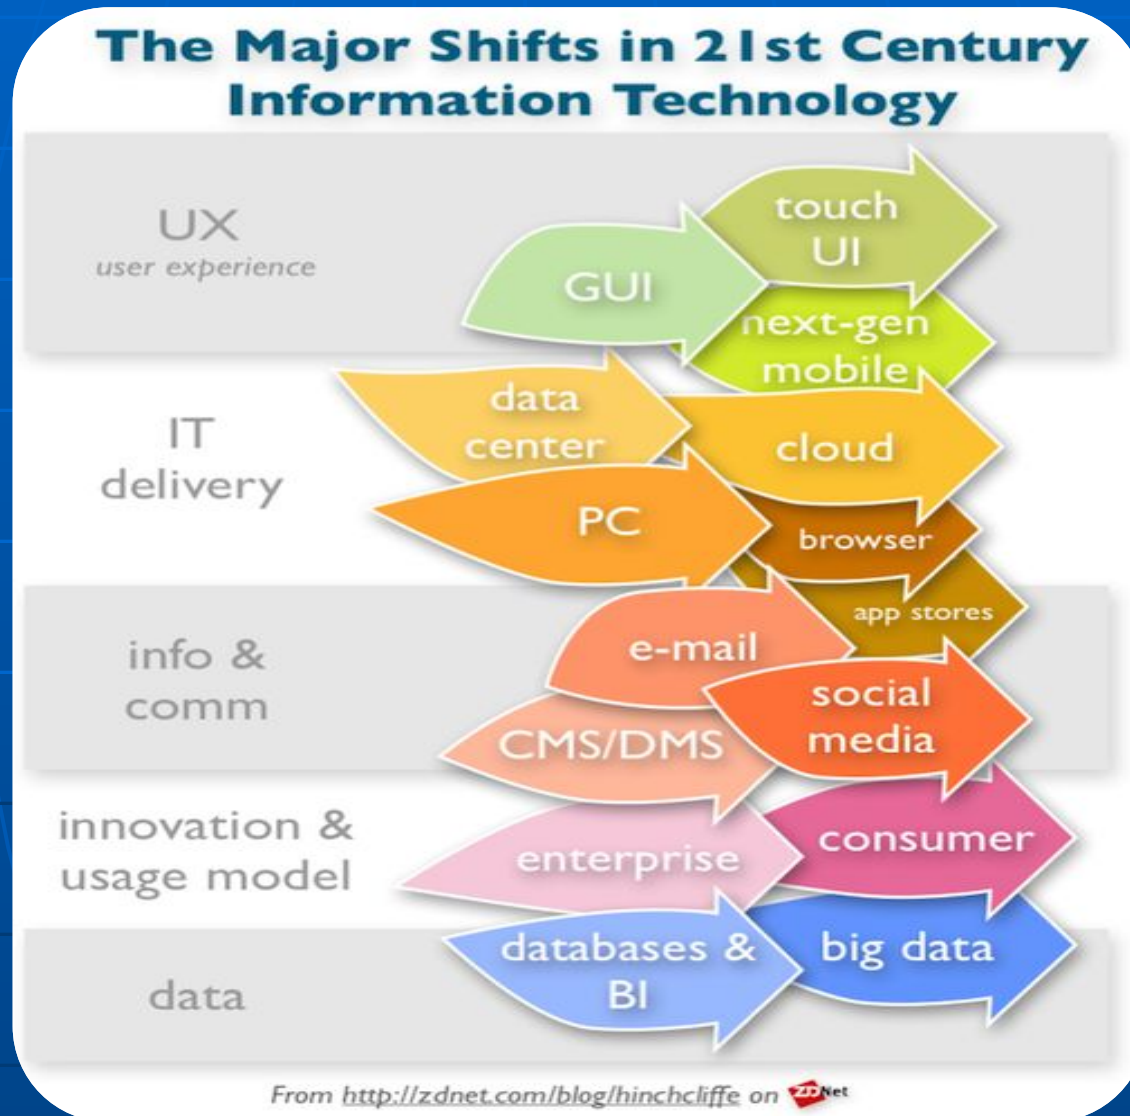 The Major Shifts in 21st Century
Information Technology
UX
user experience
touch
UI
GUI
next-gen
mobile
IT
delivery
data
center
cloud
PC
browser
app stores
info &
comm
e-mail
social
media
CMS/DMS
innovation &
usage model
enterprise
consumer
data
databases &
BI
big data
From http://zdnet.com/blog/hinchcliffe on ZDNet